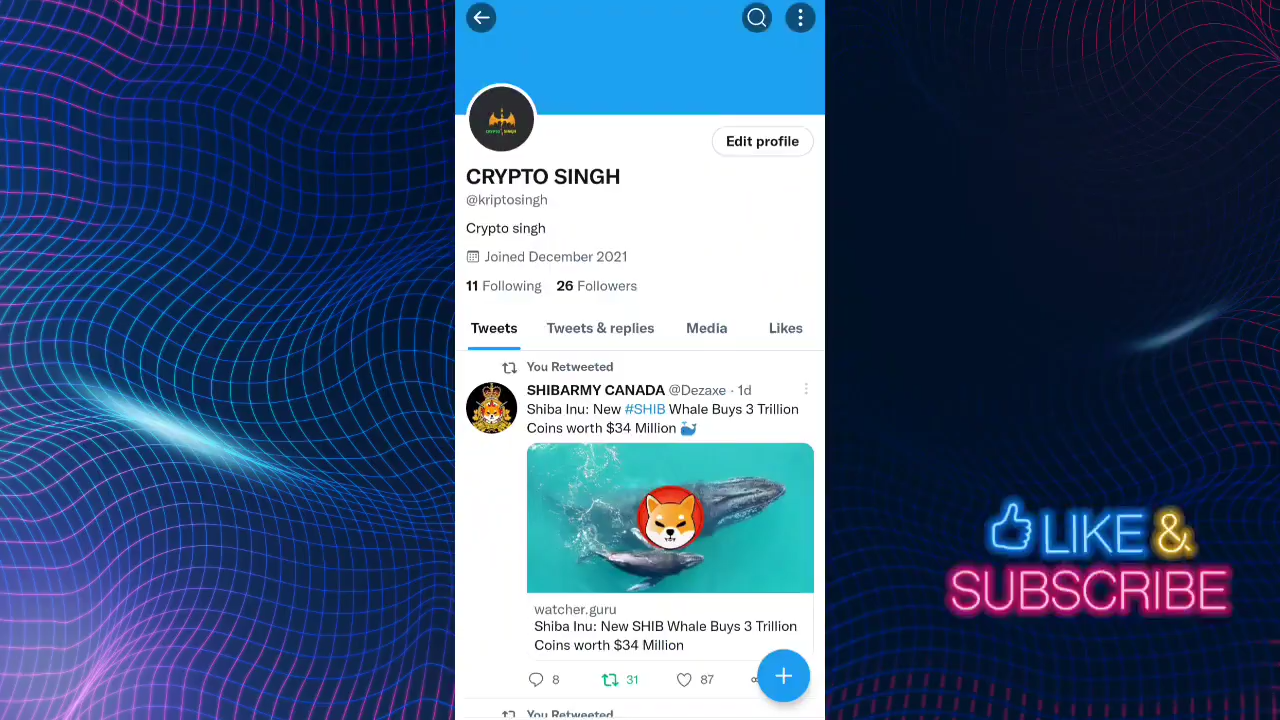 CRYPTO SINGH
Edit profile
CRYPTO SINGH
@kriptosingh
Crypto singh
Joined December 2021
11 Following 26 Followers
Tweets Tweets & replies Media Likes
You Retweeted
SHIBARMY CANADA @Dezaxe · 1d
Shiba Inu: New #SHIB Whale Buys 3 Trillion
Coins worth $34 Million 🐳
watcher.guru
Shiba Inu: New SHIB Whale Buys 3 Trillion
Coins worth $34 Million
8 31 87
You Retweeted
LIKE &
SUBSCRIBE